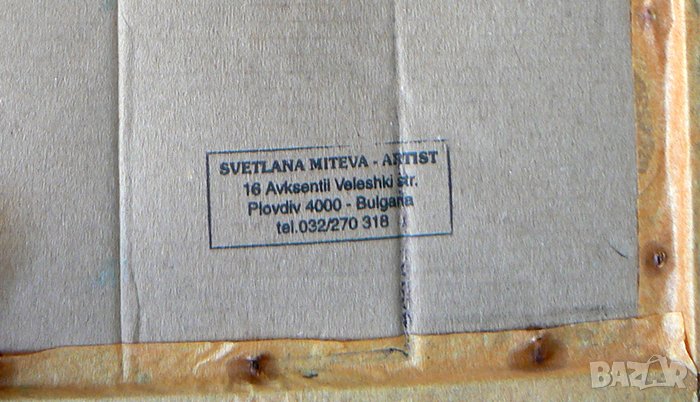 SVETLANA MITEVA - ARTIST
16 Avksentii Veleshki str.
Plovdiv 4000 - Bulgaria
tel.032/270 318
BAZAR